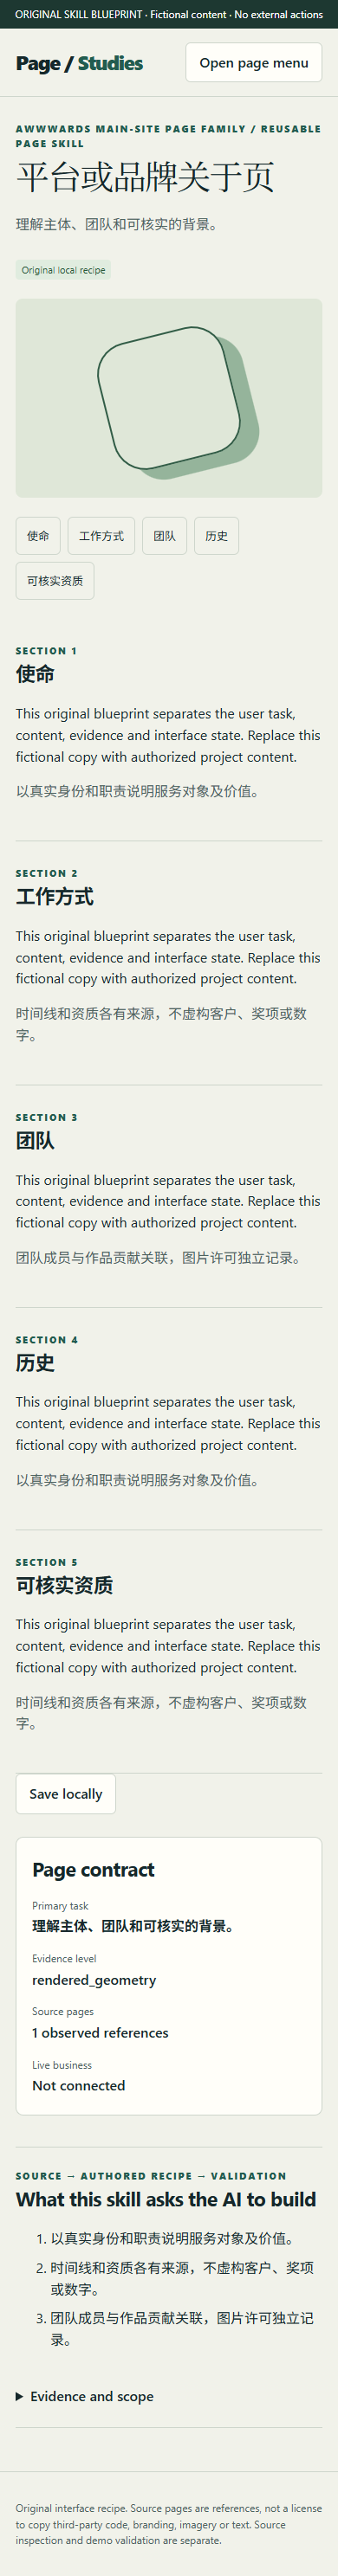 ORIGINAL SKILL BLUEPRINT · Fictional content · No external actions
Page / Studies
Open page menu
AWWWARDS MAIN-SITE PAGE FAMILY / REUSABLE
PAGE SKILL
平台或品牌关于页
理解主体、团队和可核实的背景。
Original local recipe
使命
工作方式
团队
历史
可核实资质
SECTION 1
使命
This original blueprint separates the user task,
content, evidence and interface state. Replace this
fictional copy with authorized project content.
以真实身份和职责说明服务对象及价值。
SECTION 2
工作方式
This original blueprint separates the user task,
content, evidence and interface state. Replace this
fictional copy with authorized project content.
时间线和资质各有来源，不虚构客户、奖项或数
字。
SECTION 3
团队
This original blueprint separates the user task,
content, evidence and interface state. Replace this
fictional copy with authorized project content.
团队成员与作品贡献关联，图片许可独立记录。
SECTION 4
历史
This original blueprint separates the user task,
content, evidence and interface state. Replace this
fictional copy with authorized project content.
以真实身份和职责说明服务对象及价值。
SECTION 5
可核实资质
This original blueprint separates the user task,
content, evidence and interface state. Replace this
fictional copy with authorized project content.
时间线和资质各有来源，不虚构客户、奖项或数
字。
Save locally
Page contract
Primary task
理解主体、团队和可核实的背景。
Evidence level
rendered_geometry
Source pages
1 observed references
Live business
Not connected
SOURCE → AUTHORED RECIPE → VALIDATION
What this skill asks the AI to build
1. 以真实身份和职责说明服务对象及价值。
2. 时间线和资质各有来源，不虚构客户、奖项
或数字。
3. 团队成员与作品贡献关联，图片许可独立记
录。
Evidence and scope
Original interface recipe. Source pages are references, not a license
to copy third-party code, branding, imagery or text. Source
inspection and demo validation are separate.